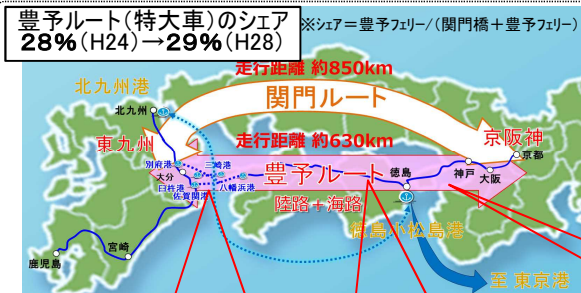 豊予ルート(特大車)のシェア
28%(H24)→29%(H28)
※シェア=豊予フェリー/(関門橋+豊予フェリー)
走行距離 約850km
関門ルート
北九州港
北九州
東九州
走行距離 約630km
京阪神
京都
別府港
三崎港
大分
豊予ルート
徳島
神戸
大阪
臼杵港
八幡浜港
佐賀関港
陸路+海路
徳島小松島港
宮崎
鹿児島
至 東京港